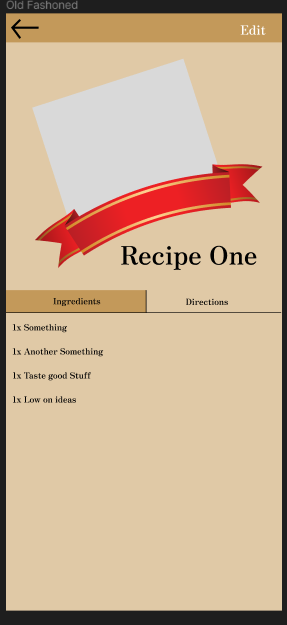 Old Fashoned
Edit
Recipe One
Ingredients
Directions
1x Something
1x Another Something
1x Taste good Stuff
1x Low on ideas